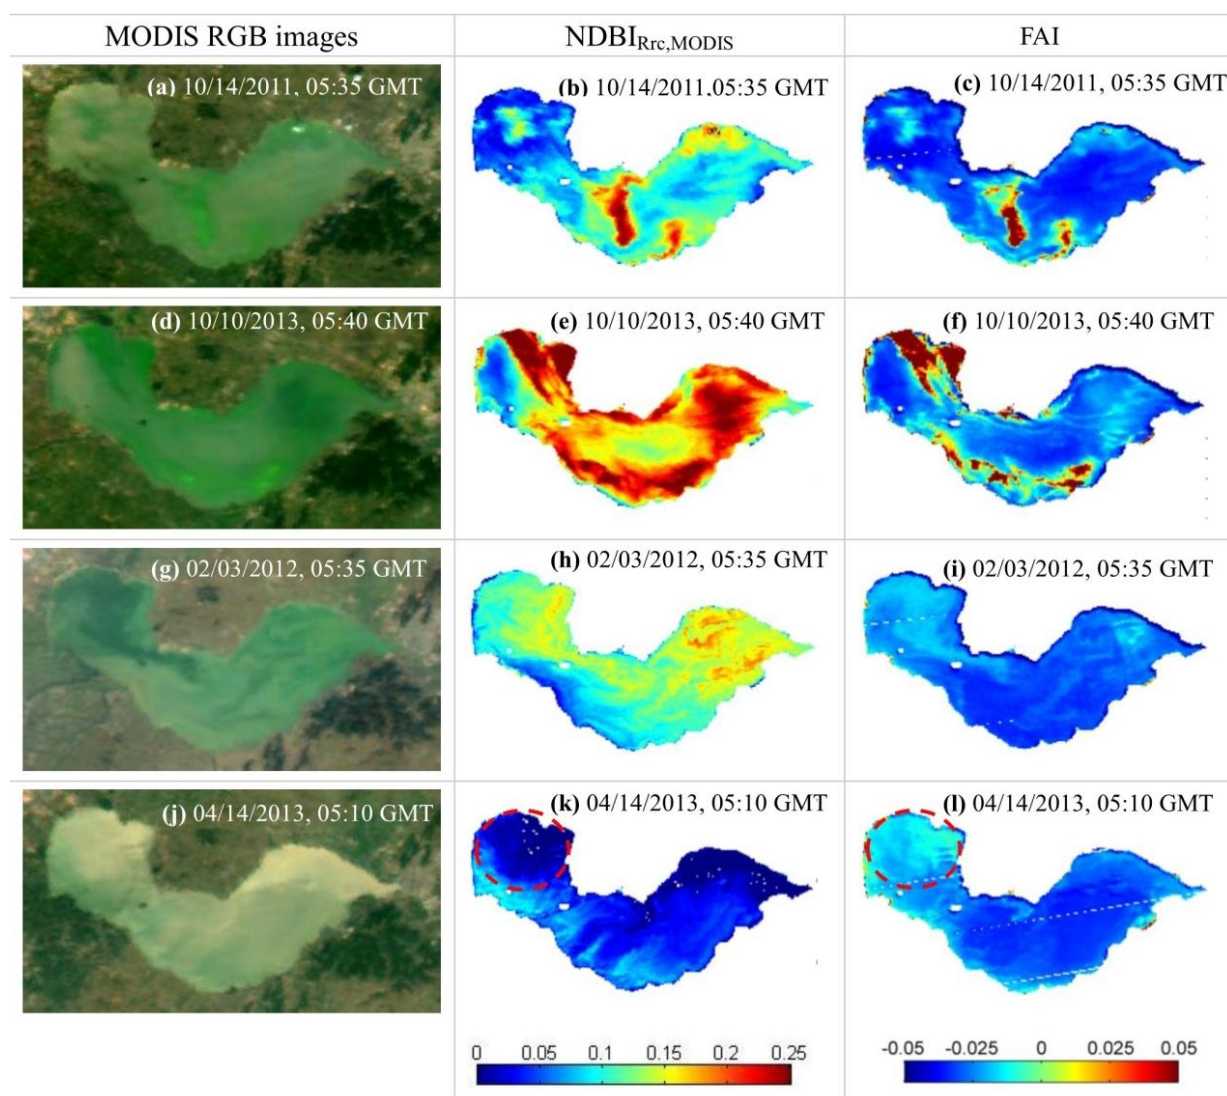 MODIS RGB images NDBIRrc,MODIS FAI
(a) 10/14/2011, 05:35 GMT (b) 10/14/2011,05:35 GMT (c) 10/14/2011, 05:35 GMT
(d) 10/10/2013, 05:40 GMT (e) 10/10/2013, 05:40 GMT (f) 10/10/2013, 05:40 GMT
(g) 02/03/2012, 05:35 GMT (h) 02/03/2012, 05:35 GMT (i) 02/03/2012, 05:35 GMT
(j) 04/14/2013, 05:10 GMT (k) 04/14/2013, 05:10 GMT (l) 04/14/2013, 05:10 GMT
0 0.05 0.1 0.15 0.2 0.25 -0.05 -0.025 0 0.025 0.05